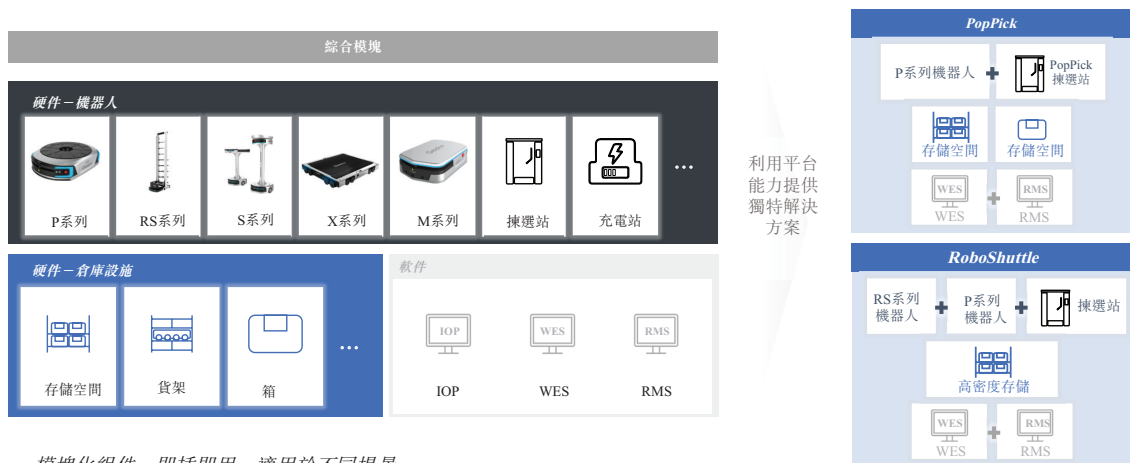 綜合模塊
硬件－機器人
P系列
RS系列
S系列
X系列
M系列
揀選站
充電站
...
硬件－倉庫設施
存儲空間
貨架
箱
...
軟件
IOP
WES
RMS
IOP
WES
RMS
利用平台
能力提供
獨特解決
方案
PopPick
P系列機器人
PopPick
揀選站
存儲空間
存儲空間
WES
RMS
WES
RMS
RoboShuttle
RS系列
機器人
P系列
機器人
揀選站
高密度存儲
WES
RMS
WES
RMS